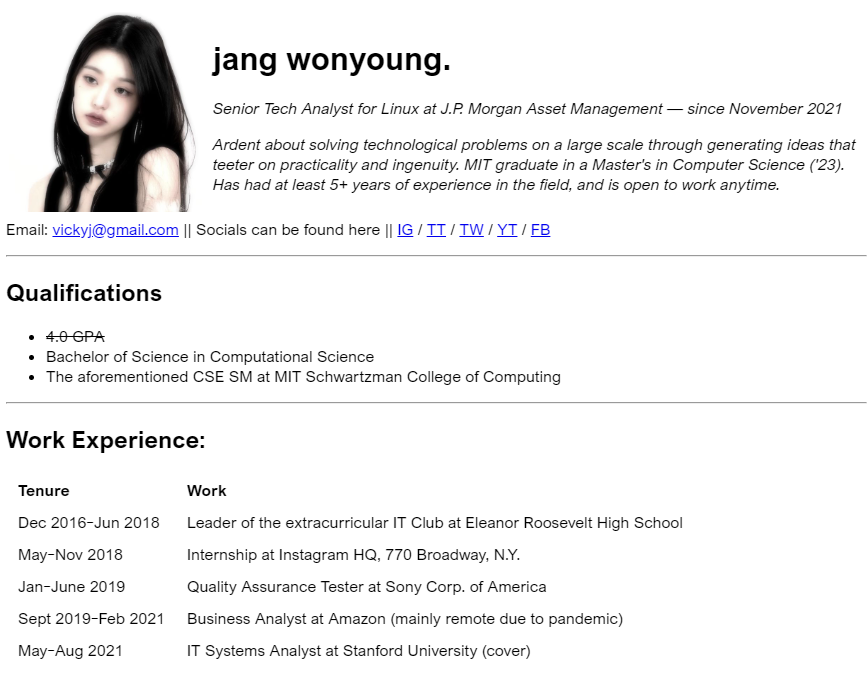 jang wonyoung.
Senior Tech Analyst for Linux at J.P. Morgan Asset Management — since November 2021
Ardent about solving technological problems on a large scale through generating ideas that
teeter on practicality and ingenuity. MIT graduate in a Master's in Computer Science ('23).
Has had at least 5+ years of experience in the field, and is open to work anytime.
Email: vickyj@gmail.com || Socials can be found here || IG / TT / TW / YT / FB
Qualifications
• 4.0 GPA
• Bachelor of Science in Computational Science
• The aforementioned CSE SM at MIT Schwartzman College of Computing
Work Experience:
Tenure Work
Dec 2016–Jun 2018 Leader of the extracurricular IT Club at Eleanor Roosevelt High School
May–Nov 2018 Internship at Instagram HQ, 770 Broadway, N.Y.
Jan–June 2019 Quality Assurance Tester at Sony Corp. of America
Sept 2019–Feb 2021 Business Analyst at Amazon (mainly remote due to pandemic)
May–Aug 2021 IT Systems Analyst at Stanford University (cover)